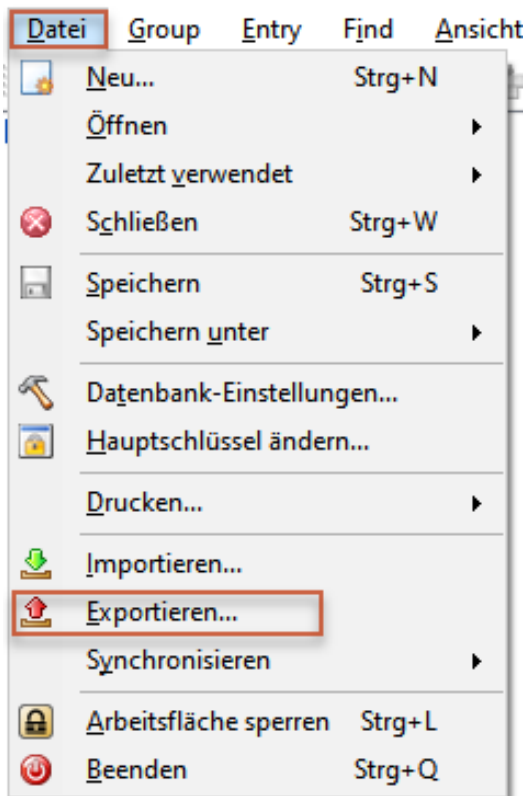 Datei Group Entry Find Ansicht
Neu... Strg+N
Öffnen
Zuletzt verwendet
Schließen Strg+W
Speichern Strg+S
Speichern unter
Datenbank-Einstellungen...
Hauptschlüssel ändern...
Drucken...
Importieren...
Exportieren...
Synchronisieren
Arbeitsfläche sperren Strg+L
Beenden Strg+Q